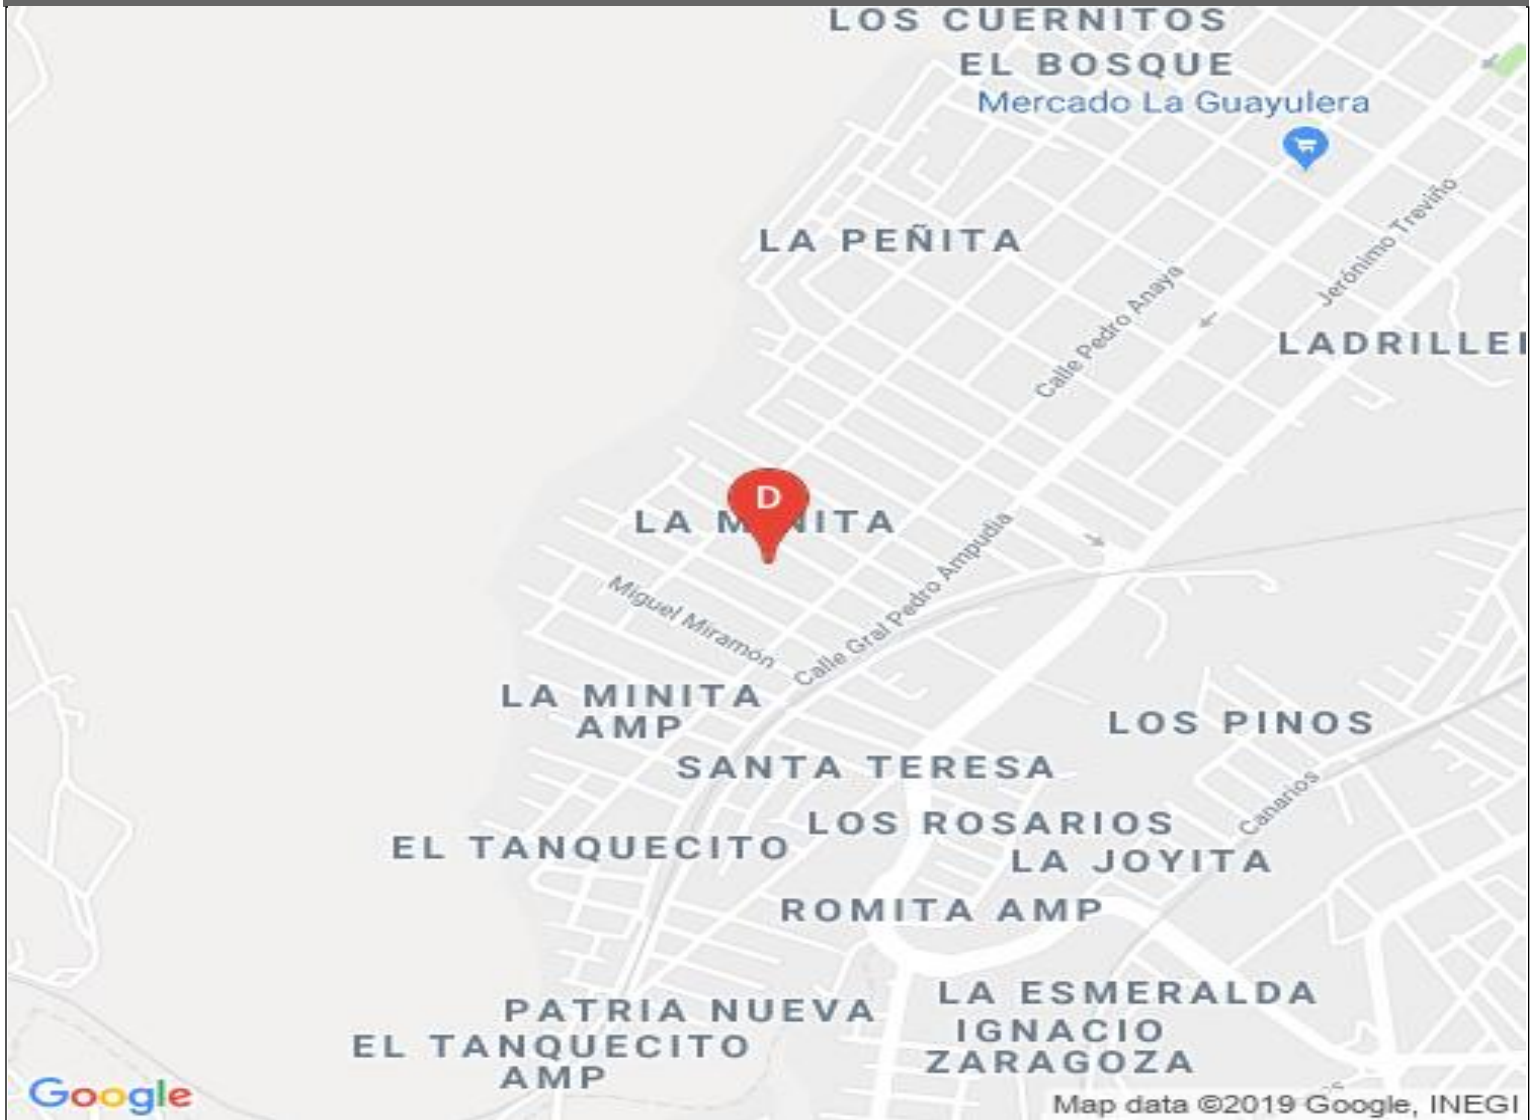 LOS CUERNITOS
EL BOSQUE
Mercado La Guayulera
LA PEÑITA
Jerónimo Treviño
Calle Pedro Anaya
LADRILLE
D
LA M NITA
Calle Gral Pedro Ampudia
Miguel Miramón
LA MINITA
AMP
LOS PINOS
SANTA TERESA
Canarios
LOS ROSARIOS
EL TANQUECITO
LA JOYITA
ROMITA AMP
LA ESMERALDA
PATRIA NUEVA
IGNACIO
ZARAGOZA
EL TANQUECITO
AMP
Google
Map data ©2019 Google, INEGI